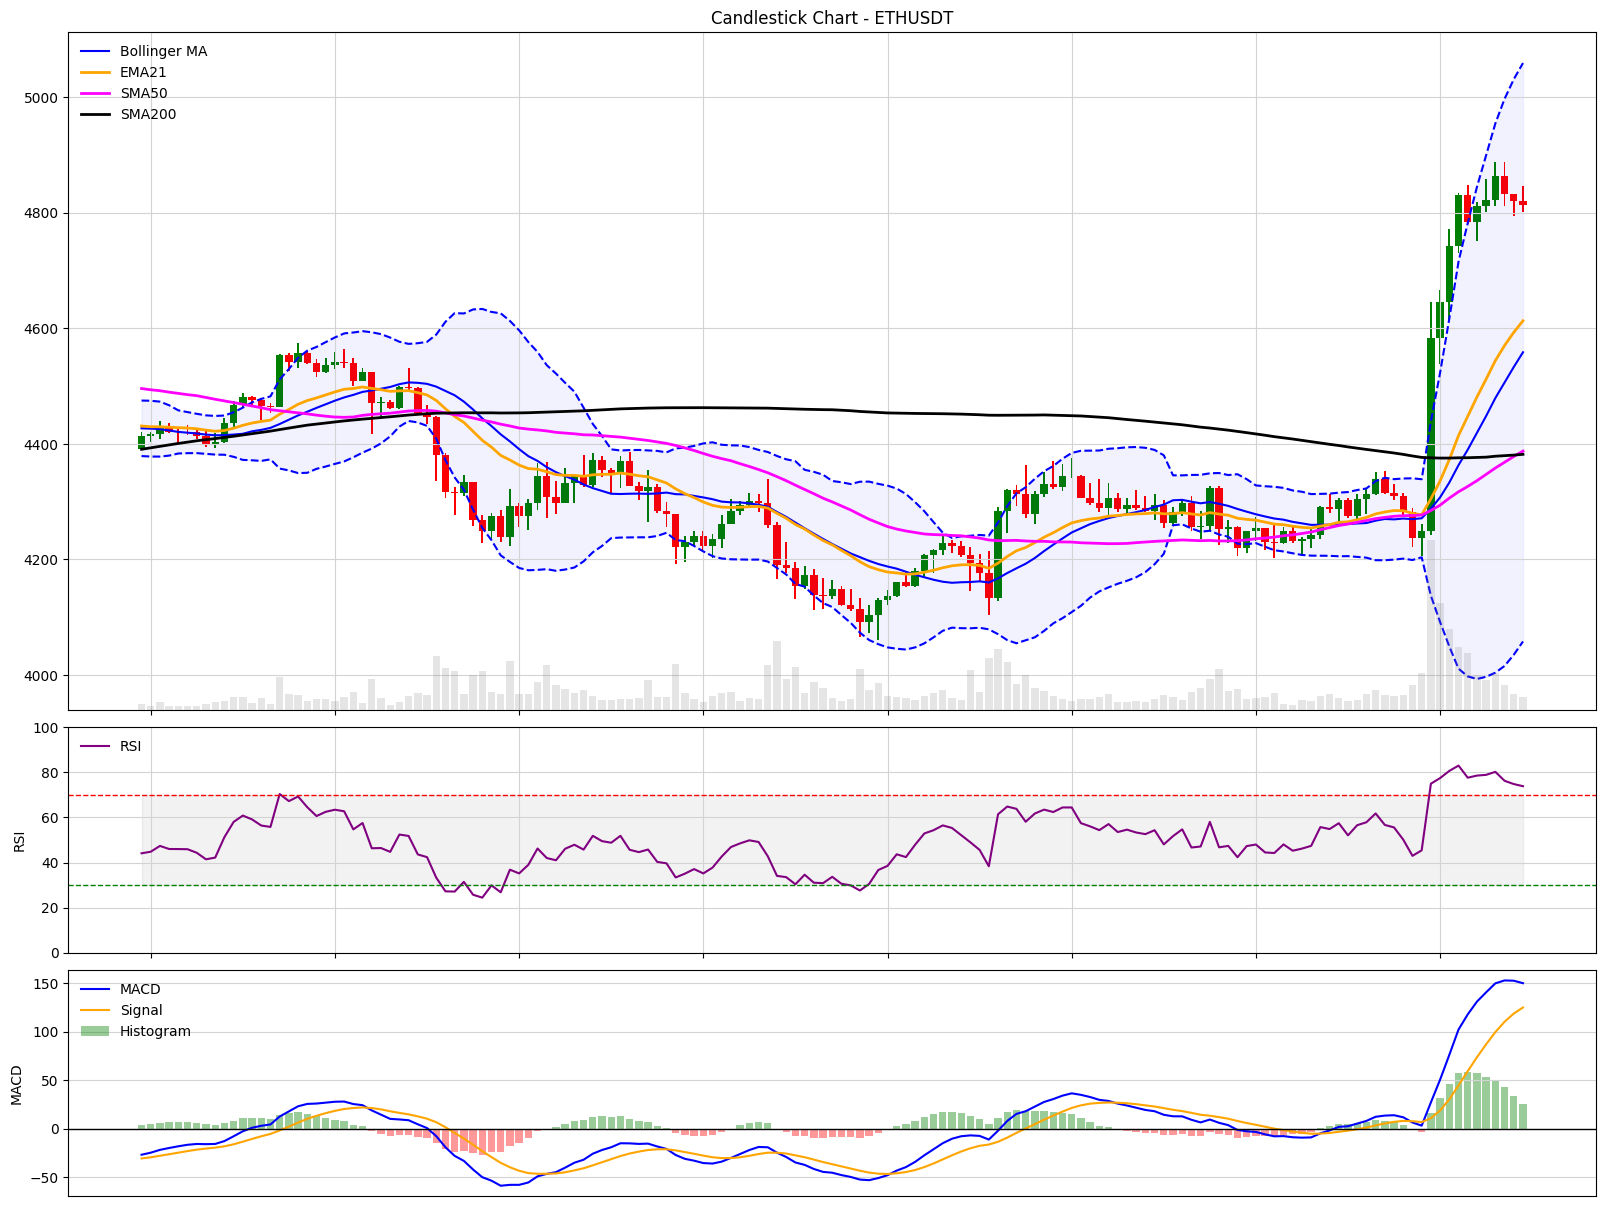 Candlestick Chart - ETHUSDT
Bollinger MA
EMA21
SMA50
SMA200
5000
4800
4600
4400
4200
4000
RSI
100
80
60
40
20
0
RSI
MACD
Signal
Histogram
150
100
50
0
−50
MACD